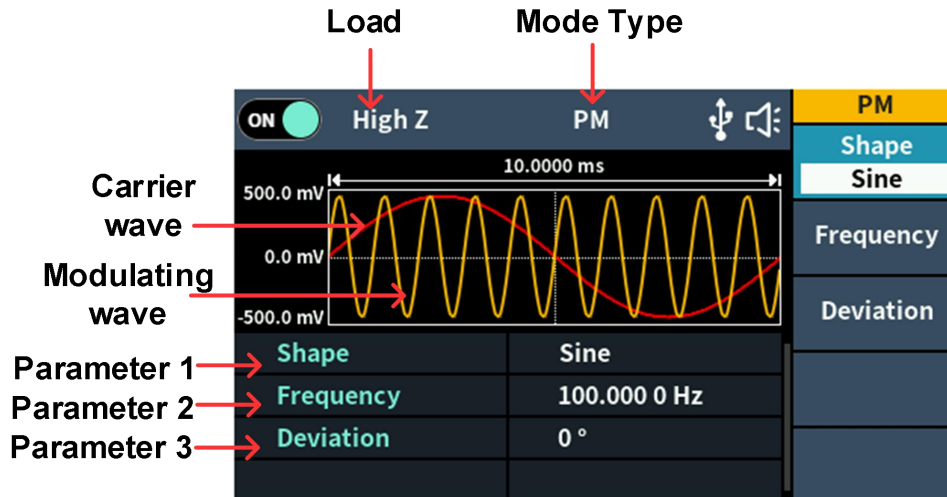 Load
Mode Type
ON
High Z
PM
PM
Shape
Sine
Frequency
Deviation
10.0000 ms
500.0 mV
0.0 mV
-500.0 mV
Carrier
wave
Modulating
wave
Parameter 1
Shape
Sine
Parameter 2
Frequency
100.000 0 Hz
Parameter 3
Deviation
0 °